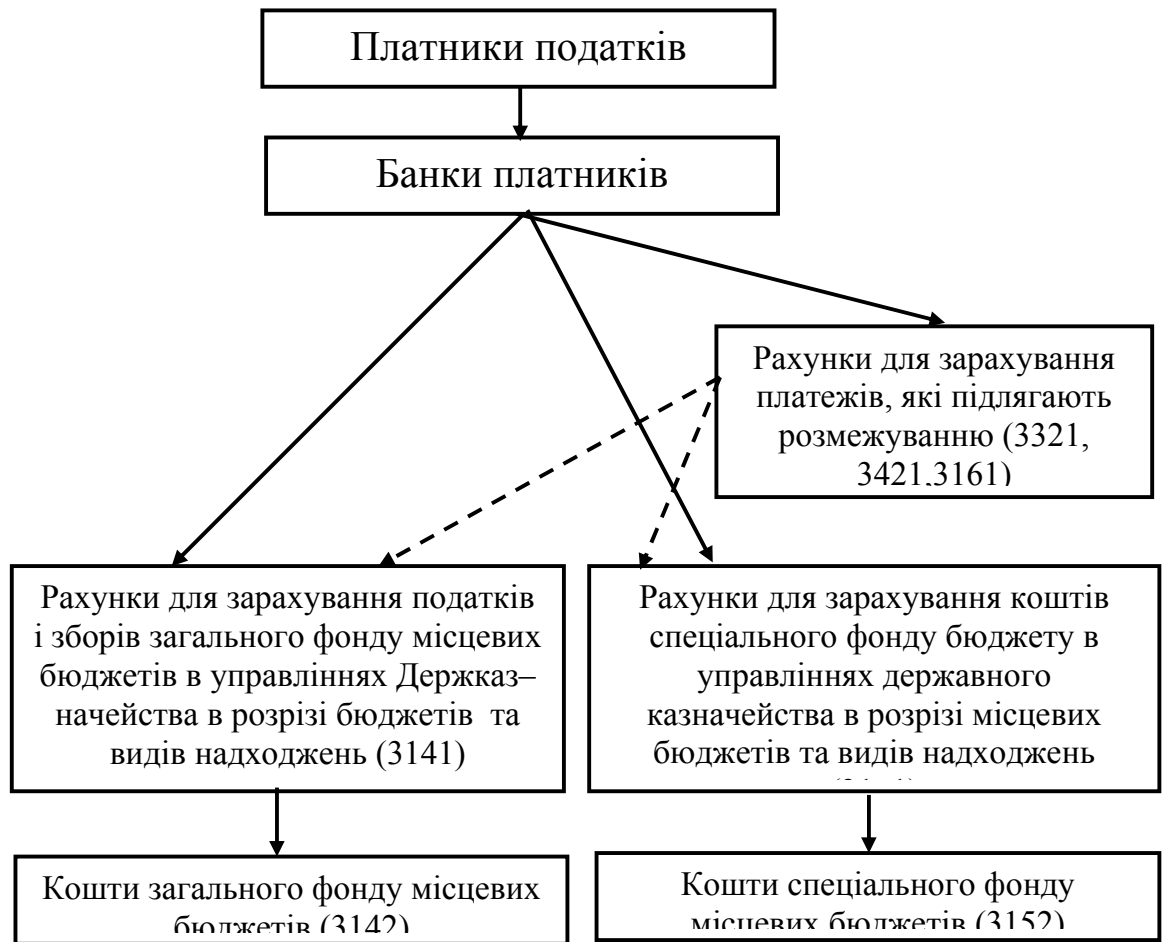 Платники податків
Банки платників
Рахунки для зарахування
платежів, які підлягають
розмежуванню (3321,
3421,3161)
Рахунки для зарахування податків
і зборів загального фонду місцевих
бюджетів в управліннях Держказ–
начейства в розрізі бюджетів та
видів надходжень (3141)
Рахунки для зарахування коштів
спеціального фонду бюджету в
управліннях державного
казначейства в розрізі місцевих
бюджетів та видів надходжень
Кошти загального фонду місцевих
бюджетів (3142)
Кошти спеціального фонду
місцевих бюджетів (3152)